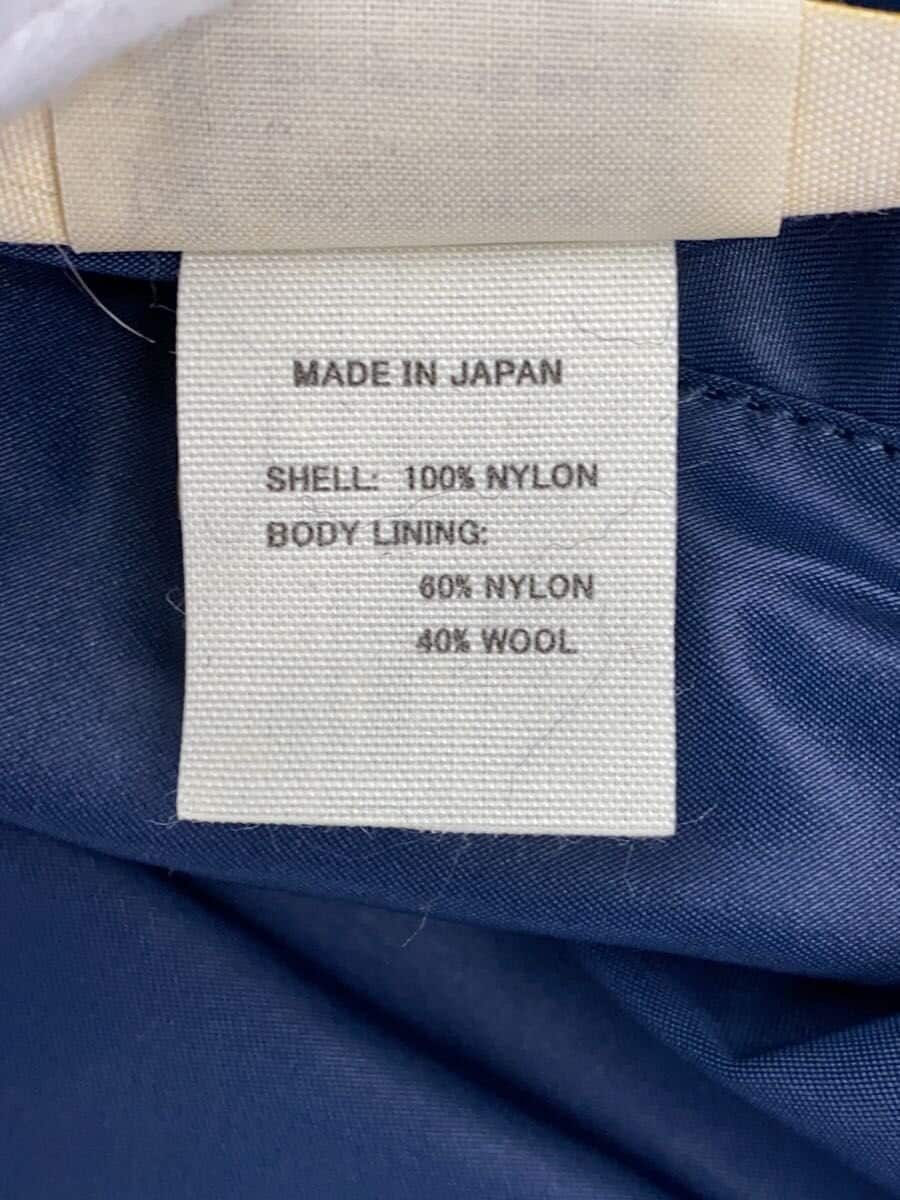 MADE IN JAPAN
SHELL: 100% NYLON
BODY LINING:
60% NYLON
40% WOOL